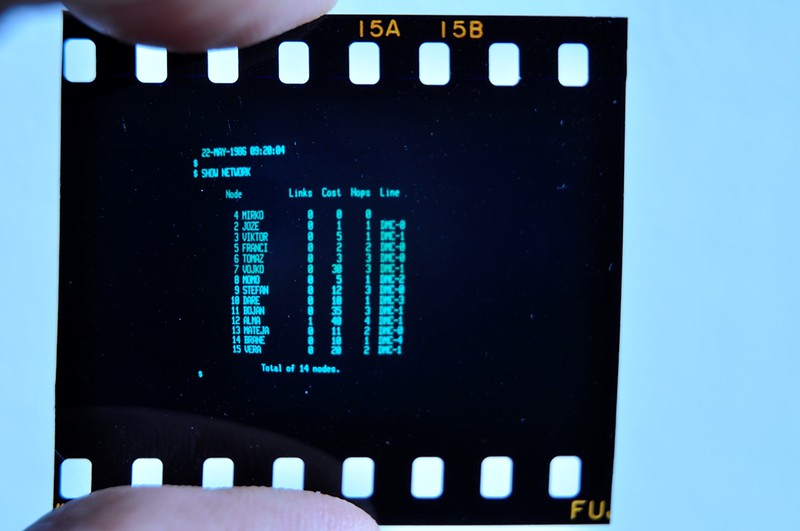 15A 15B
22-MAY-1986 09:20:04
$
$ SHOW NETWORK
Node Links Cost Hops Line
4 MIRKO 0 0 0
2 JOZE 0 1 1 DMC-0
3 VIKTOR 0 5 1 DMC-1
5 FRANCI 0 2 2 DMC-0
6 TOMAZ 0 3 3 DMC-0
7 VOJKO 0 30 3 DMC-1
8 MOMO 0 5 1 DMC-2
9 STEFAN 0 12 3 DMC-0
10 DARE 0 10 1 DMC-3
11 BOJAN 0 35 3 DMC-1
12 ALMA 1 40 4 DMC-1
13 MATEJA 0 11 2 DMC-0
14 BRANE 0 10 1 DMC-4
15 VERA 0 20 2 DMC-1
Total of 14 nodes.
$
FU